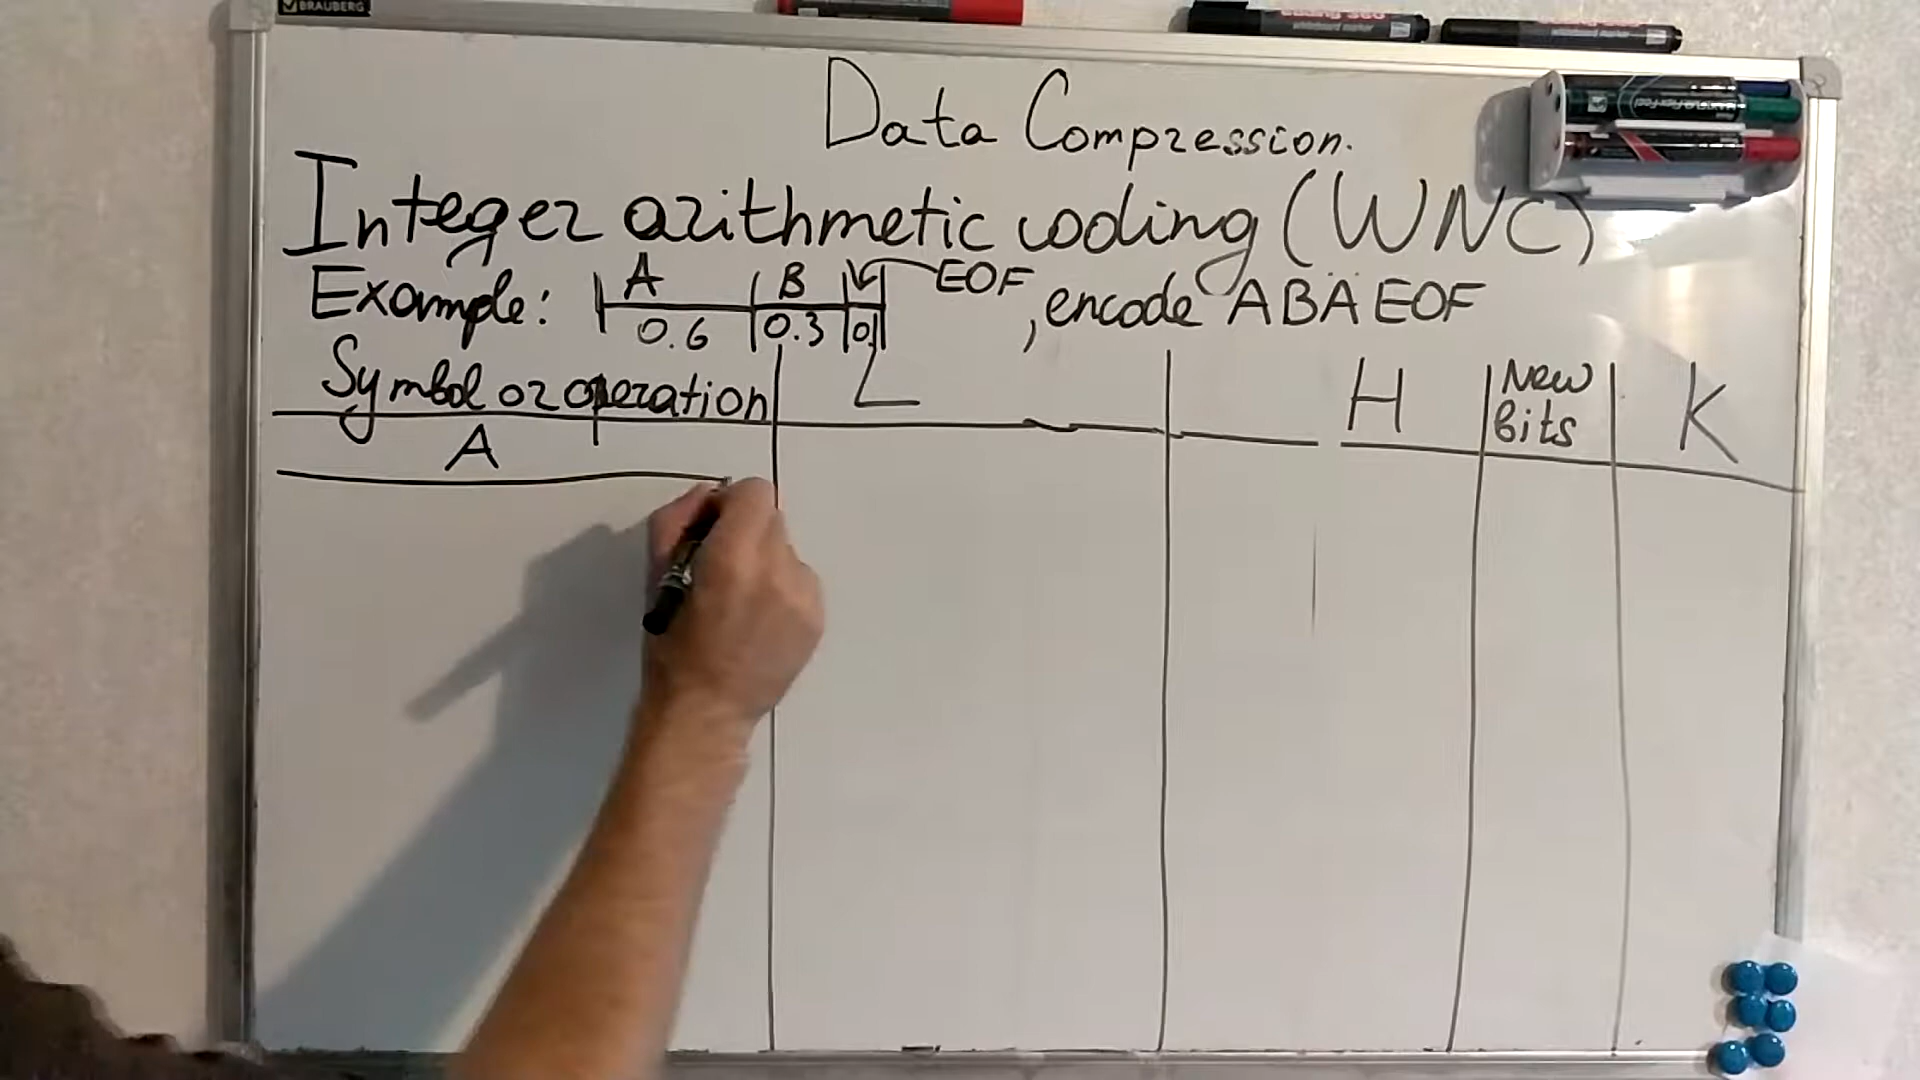 BRAUBERG
Data Compression.
Integer arithmetic coding (WNC)
Example: A B EOF, encode ABA EOF
0.6 0.3 0.1
Symbol or operation L H New Bits K
A